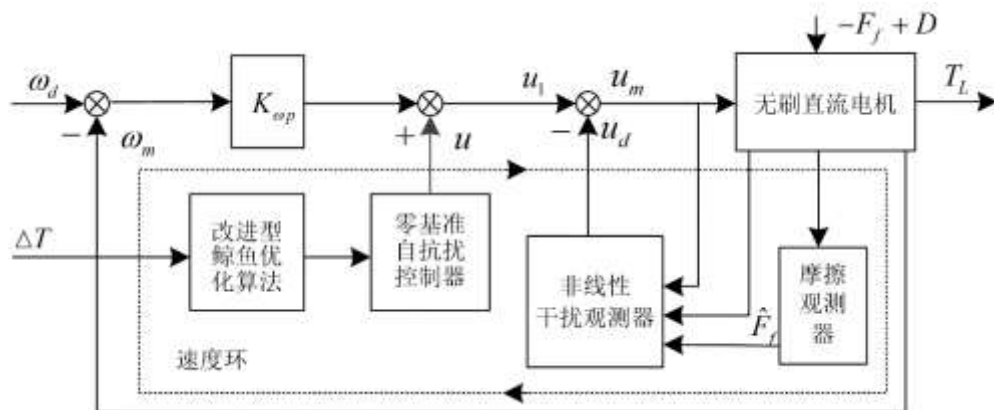 −F_f + D
ω_d
K_{ωp}
u_1
u_m
无刷直流电机
T_L
−
ω_m
+
u
−
u_d
△T
改进型
鲸鱼优
化算法
零基准
自抗扰
控制器
非线性
干扰观测器
F̂_f
摩擦
观测
器
速度环